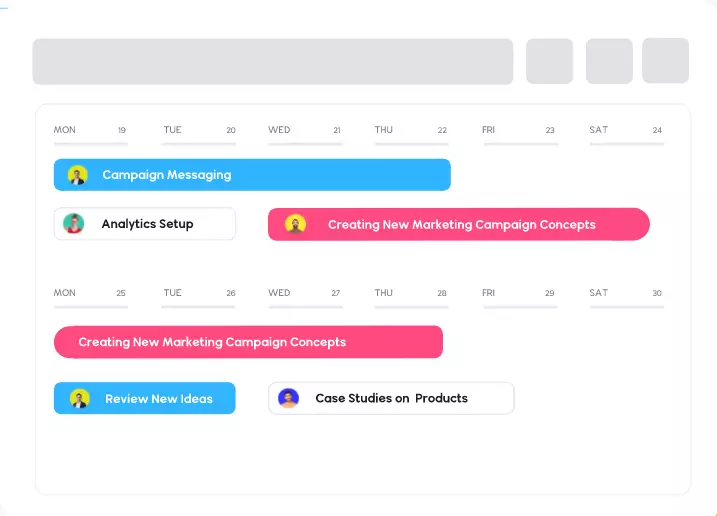 MON 19 TUE 20 WED 21 THU 22 FRI 23 SAT 24
Campaign Messaging
Analytics Setup Creating New Marketing Campaign Concepts
MON 25 TUE 26 WED 27 THU 28 FRI 29 SAT 30
Creating New Marketing Campaign Concepts
Review New Ideas Case Studies on Products